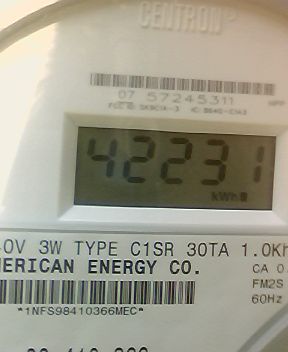 CENTRON
07 57245311
42231
kWh
0V 3W TYPE C1SR 30TA 1.0Kh
MERICAN ENERGY CO.
CA 0.
FM2S
60Hz
*1NFS98410366MEC*